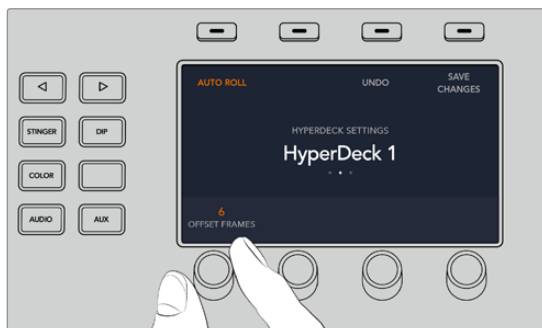 AUTO ROLL
UNDO
SAVE
CHANGES
HYPERDECK SETTINGS
HyperDeck 1
6
OFFSET FRAMES
STINGER
DIP
COLOR
AUDIO
AUX